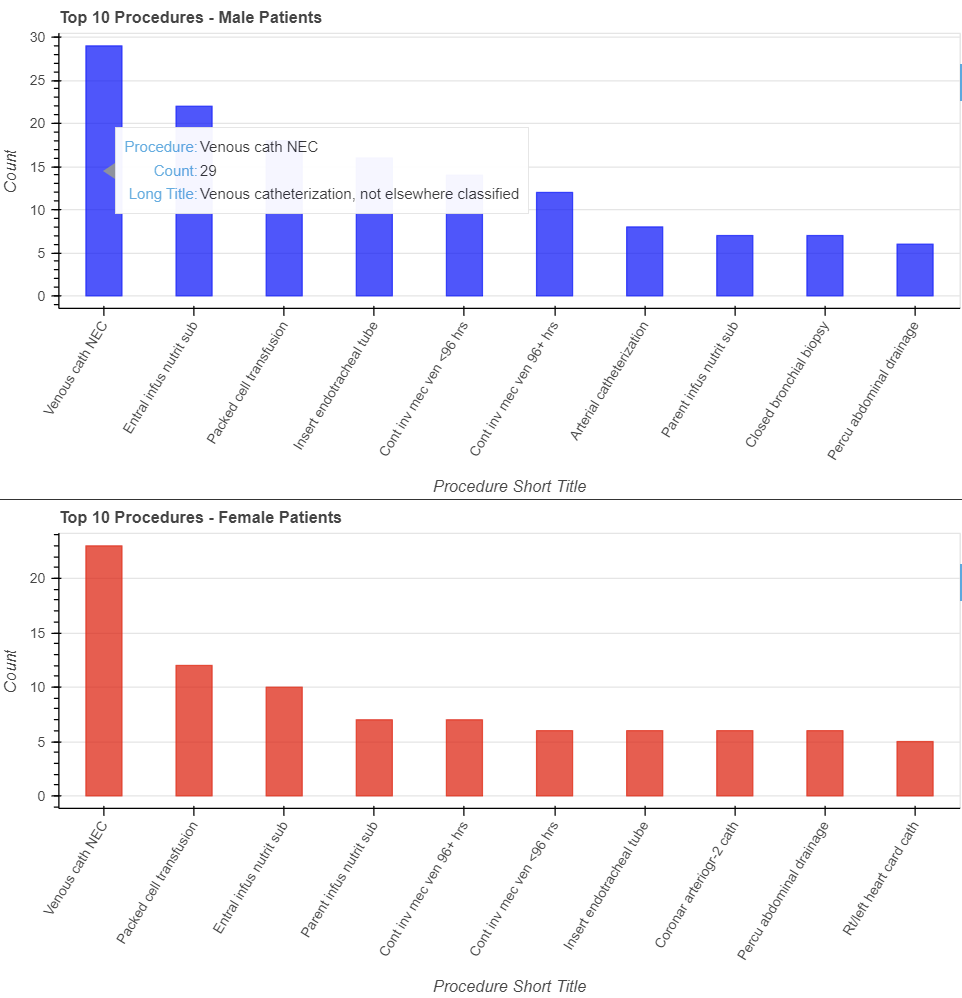 Top 10 Procedures - Male Patients
30
25
20
15
10
5
0
Count
Procedure: Venous cath NEC
Count: 29
Long Title: Venous catheterization, not elsewhere classified
Venous cath NEC
Entral infus nutrit sub
Packed cell transfusion
Insert endotracheal tube
Cont inv mec ven <96 hrs
Cont inv mec ven 96+ hrs
Arterial catheterization
Parent infus nutrit sub
Closed bronchial biopsy
Percu abdominal drainage
Procedure Short Title
Top 10 Procedures - Female Patients
20
15
10
5
0
Count
Venous cath NEC
Packed cell transfusion
Entral infus nutrit sub
Parent infus nutrit sub
Cont inv mec ven 96+ hrs
Cont inv mec ven <96 hrs
Insert endotracheal tube
Coronar arteriogr-2 cath
Percu abdominal drainage
Rt/left heart card cath
Procedure Short Title